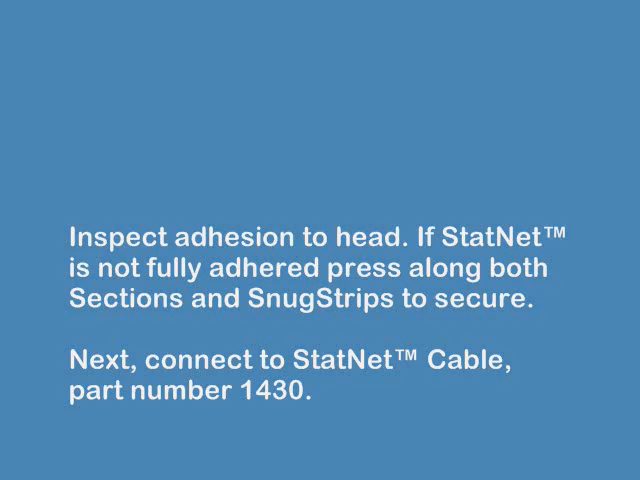 Inspect adhesion to head. If StatNet™
is not fully adhered press along both
Sections and SnugStrips to secure.
Next, connect to StatNet™ Cable,
part number 1430.